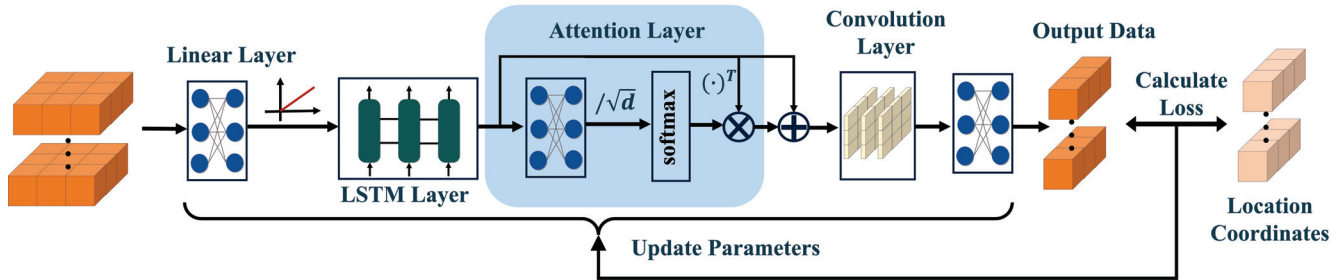 Linear Layer
LSTM Layer
Attention Layer
/√d
softmax
(·)^T
Convolution
Layer
Output Data
Calculate
Loss
Location
Coordinates
Update Parameters